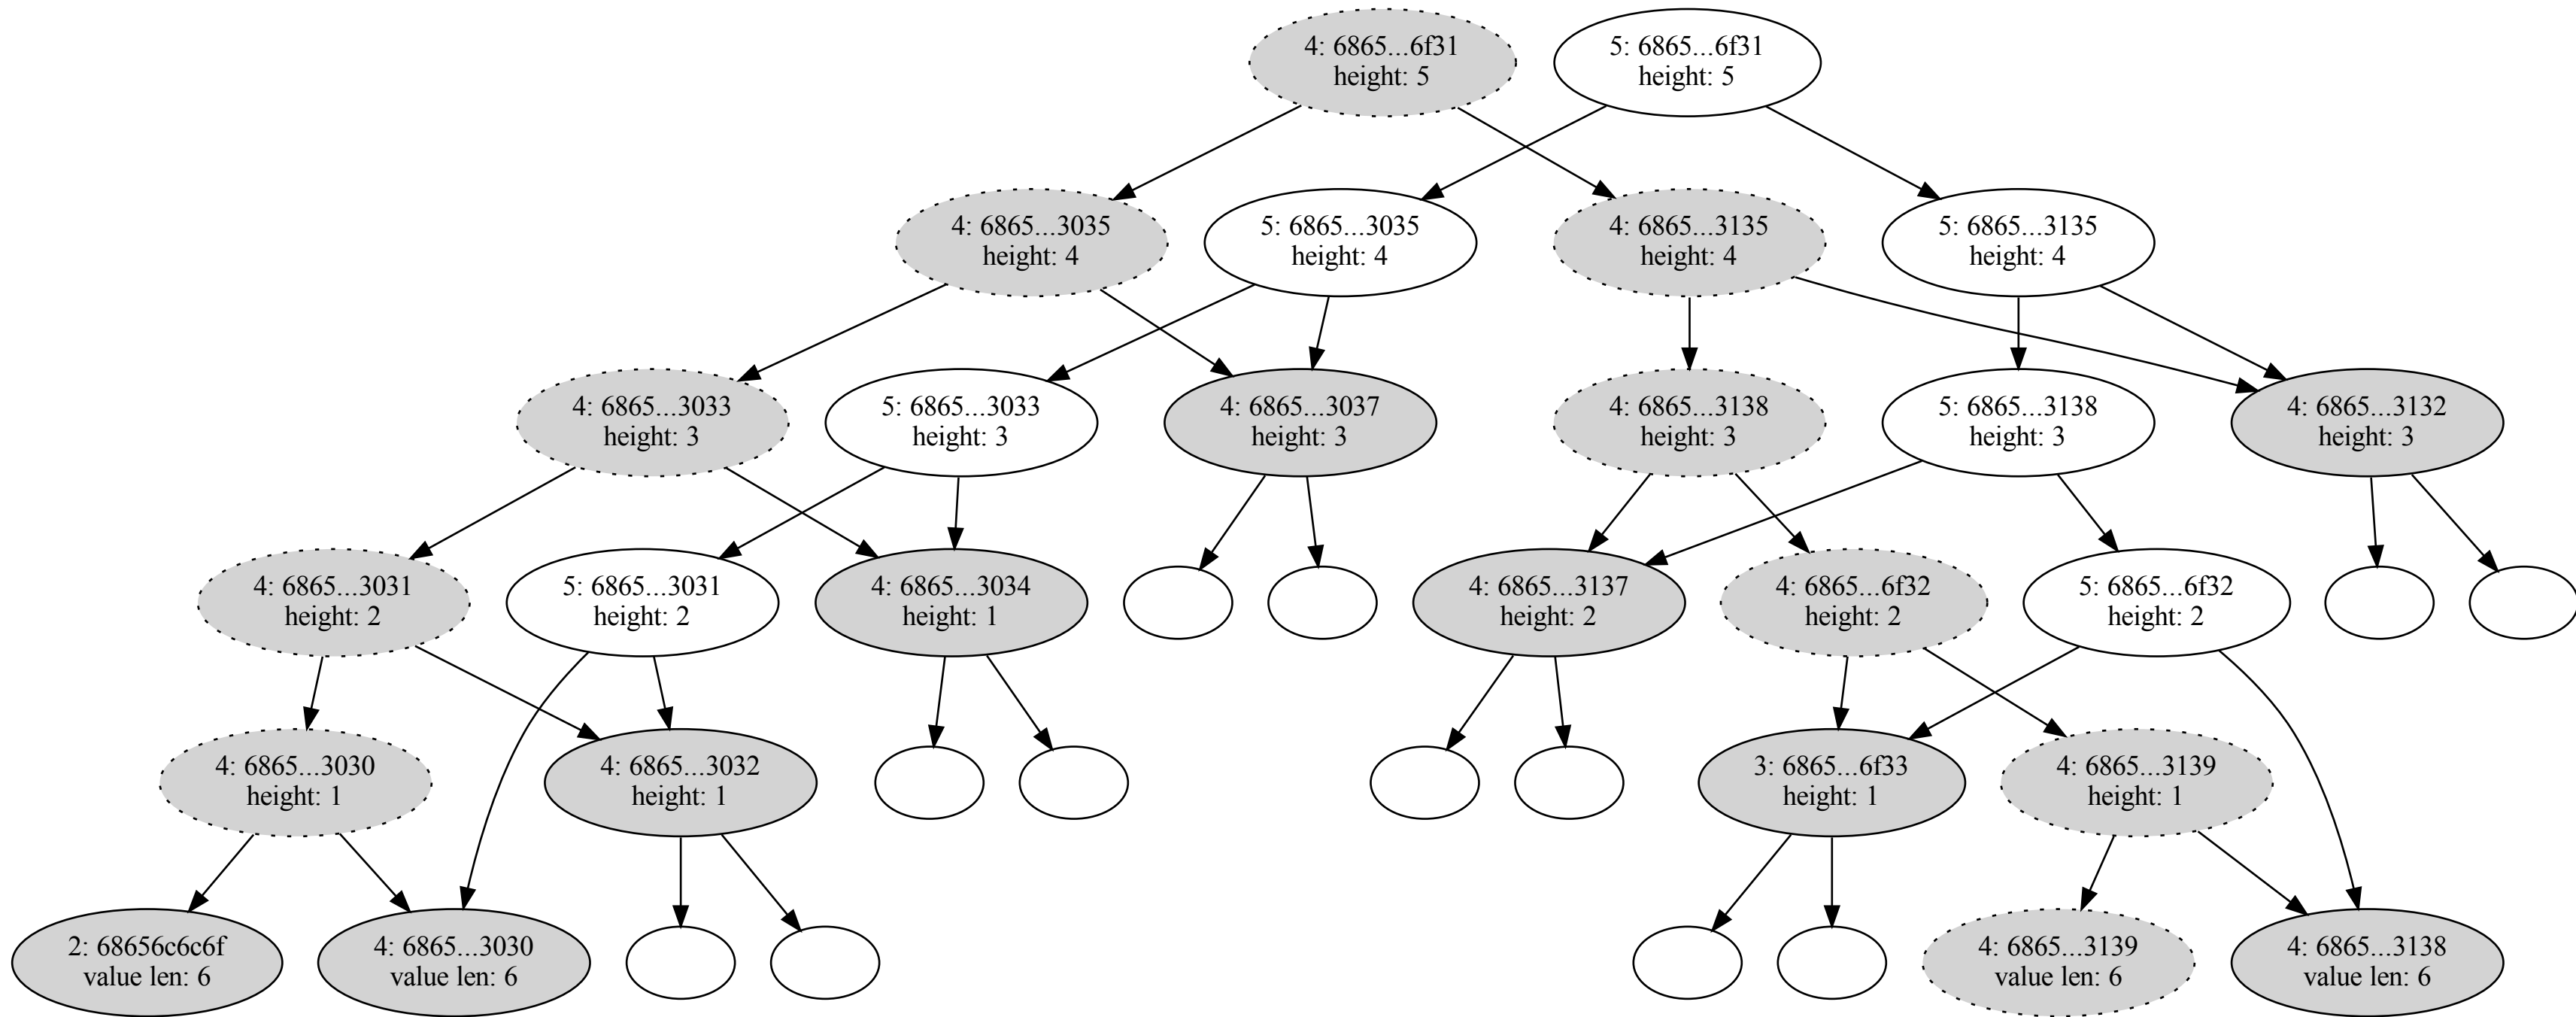 4: 6865...6f31
height: 5
5: 6865...6f31
height: 5
4: 6865...3035
height: 4
5: 6865...3035
height: 4
4: 6865...3135
height: 4
5: 6865...3135
height: 4
4: 6865...3033
height: 3
5: 6865...3033
height: 3
4: 6865...3037
height: 3
4: 6865...3138
height: 3
5: 6865...3138
height: 3
4: 6865...3132
height: 3
4: 6865...3031
height: 2
5: 6865...3031
height: 2
4: 6865...3034
height: 1
4: 6865...3137
height: 2
4: 6865...6f32
height: 2
5: 6865...6f32
height: 2
4: 6865...3030
height: 1
4: 6865...3032
height: 1
3: 6865...6f33
height: 1
4: 6865...3139
height: 1
2: 68656c6c6f
value len: 6
4: 6865...3030
value len: 6
4: 6865...3139
value len: 6
4: 6865...3138
value len: 6